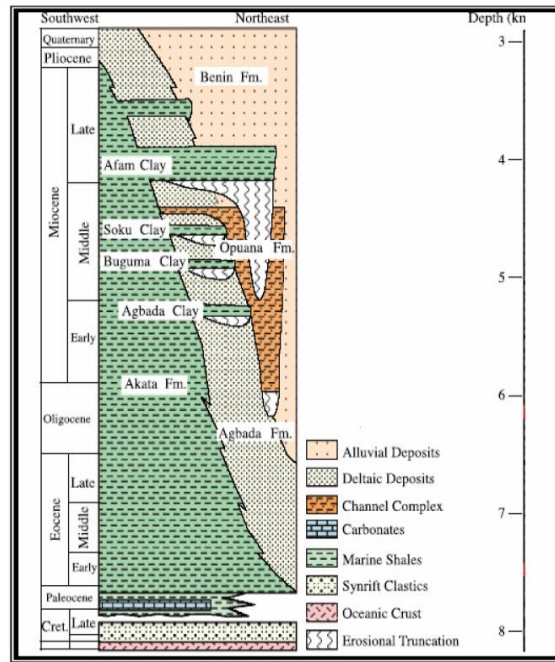 Southwest Northeast Depth (kn
Quaternary
Pliocene
Miocene
Late
Middle
Early
Oligocene
Eocene
Late
Middle
Early
Paleocene
Cret. Late
Benin Fm.
Afam Clay
Soku Clay
Opuana Fm.
Buguma Clay
Agbada Clay
Akata Fm.
Agbada Fm.
3
4
5
6
7
8
Alluvial Deposits
Deltaic Deposits
Channel Complex
Carbonates
Marine Shales
Synrift Clastics
Oceanic Crust
Erosional Truncation